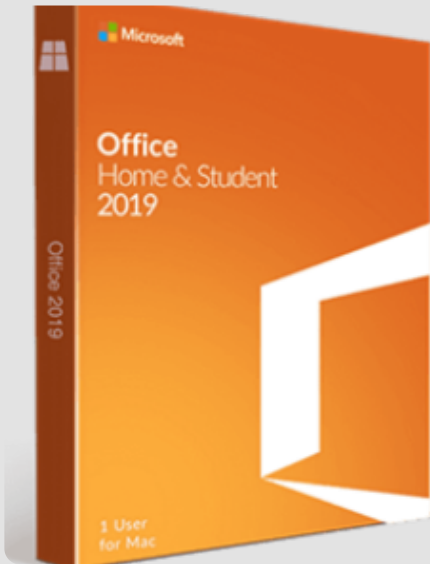 Microsoft
Office
Home & Student
2019
Office 2019
1 User
for Mac